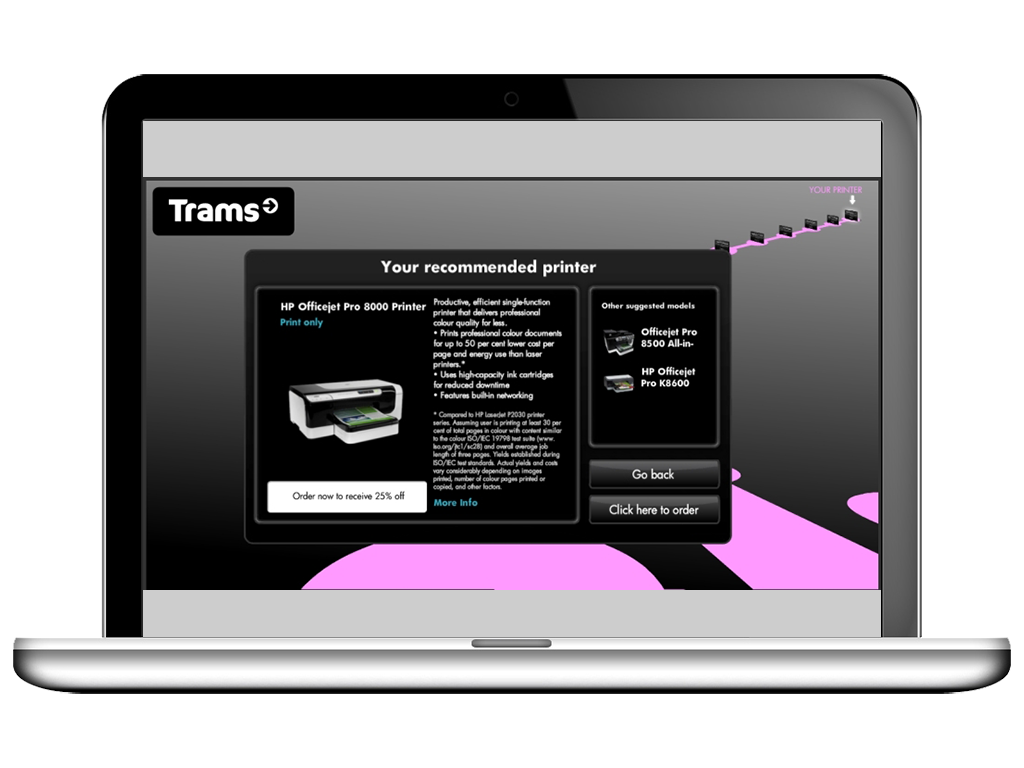 Trams
YOUR PRINTER
Your recommended printer
HP Officejet Pro 8000 Printer
Print only
Order now to receive 25% off
Productive, efficient single-function
printer that delivers professional
colour quality for less.
• Prints professional colour documents
for up to 50 per cent lower cost per
page and energy use than laser
printers.*
• Uses high-capacity ink cartridges
for reduced downtime
• Features built-in networking
* Compared to HP LaserJet P2030 printer
series. Assuming user is printing at least 30 per
cent of total pages in colour with content similar
to the colour ISO/IEC 19798 test suite (www.
iso.org/jtc1/sc28) and overall average job
length of three pages. Yields established during
ISO/IEC test standards. Actual yields and costs
vary considerably depending on images
printed, number of colour pages printed or
copied, and other factors.
More Info
Other suggested models
Officejet Pro
8500 All-in-
HP Officejet
Pro K8600
Go back
Click here to order